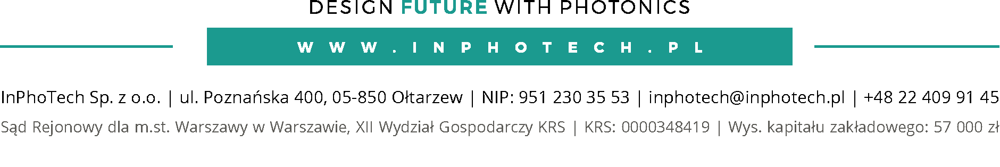 DESIGN FUTURE WITH PHOTONICS
WWW.INPHOTECH.PL
InPhoTech Sp. z o.o. | ul. Poznańska 400, 05-850 Ołtarzew | NIP: 951 230 35 53 | inphotech@inphotech.pl | +48 22 409 91 45
Sąd Rejonowy dla m.st. Warszawy w Warszawie, XII Wydział Gospodarczy KRS | KRS: 0000348419 | Wys. kapitału zakładowego: 57 000 zł